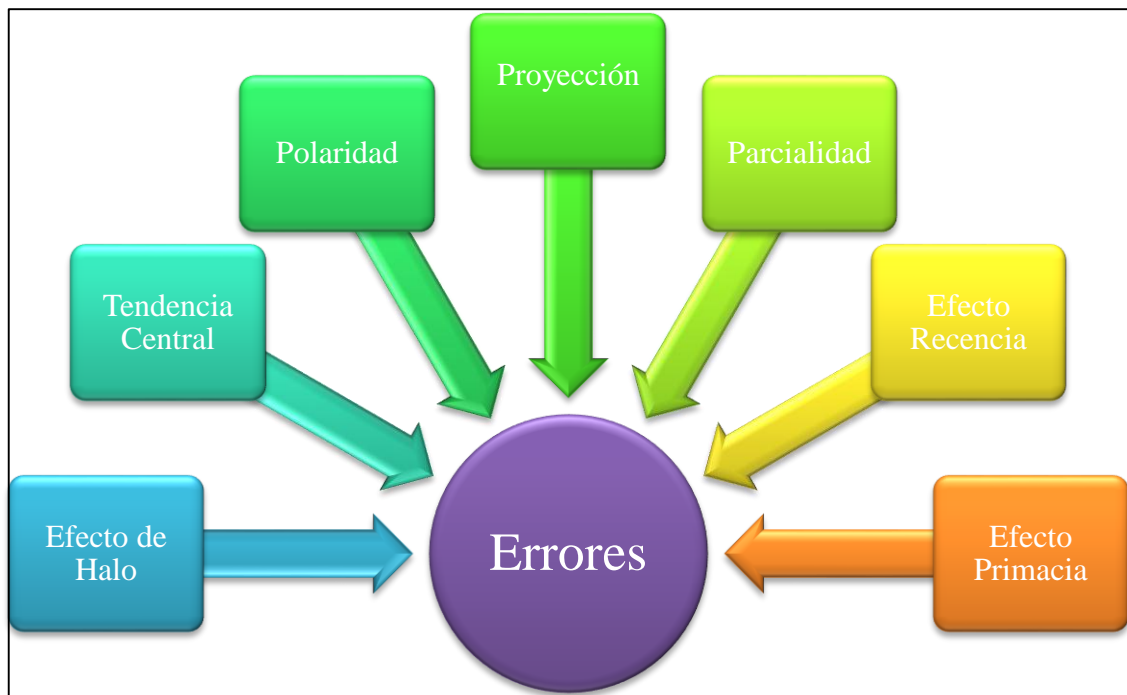 Proyección
Polaridad
Parcialidad
Tendencia
Central
Efecto
Recencia
Efecto de
Halo
Errores
Efecto
Primacia